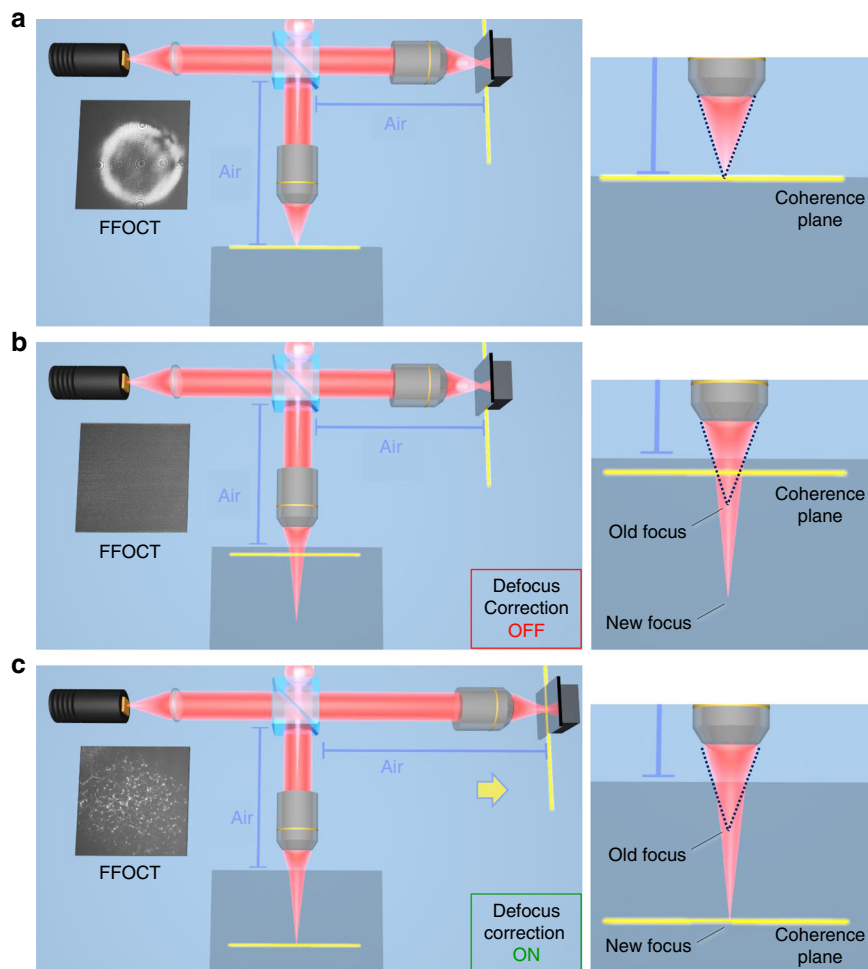 a
Air
Air
FFOCT
Coherence
plane
b
Air
Air
FFOCT
Defocus
Correction
OFF
Coherence
plane
Old focus
New focus
c
Air
Air
FFOCT
Defocus
correction
ON
Old focus
New focus
Coherence
plane